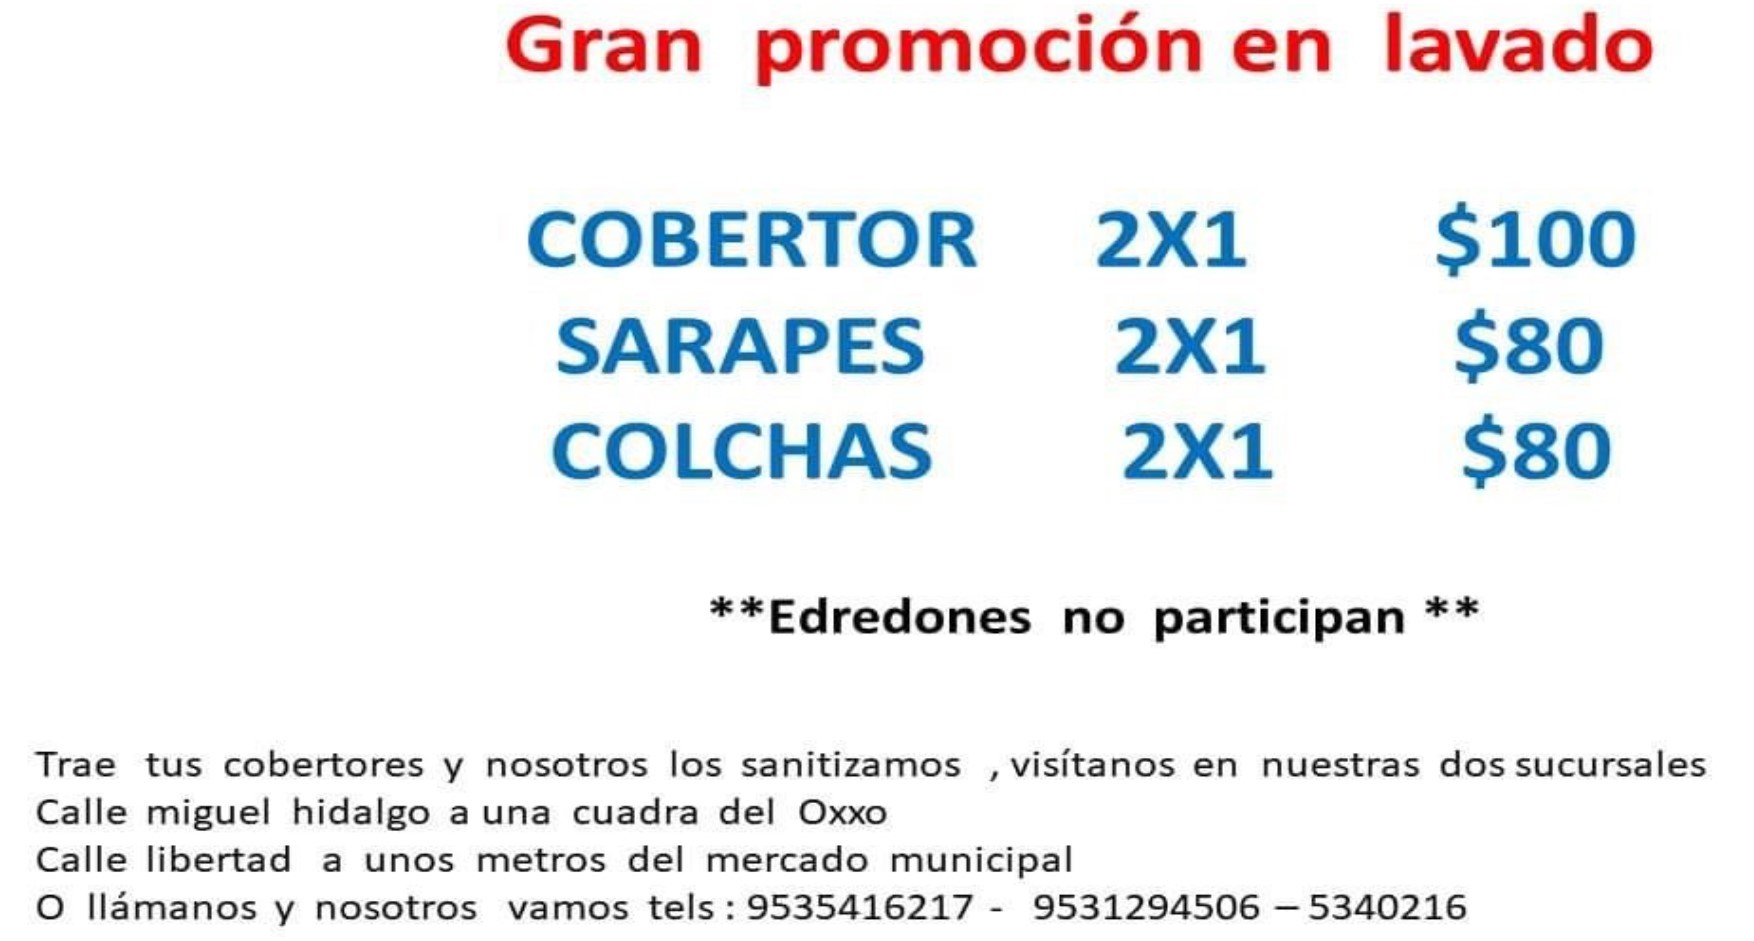 Gran promoción en lavado
COBERTOR 2X1 $100
SARAPES 2X1 $80
COLCHAS 2X1 $80
**Edredones no participan **
Trae tus cobertores y nosotros los sanitizamos , visítanos en nuestras dos sucursales
Calle miguel hidalgo a una cuadra del Oxxo
Calle libertad a unos metros del mercado municipal
O llámanos y nosotros vamos tels : 9535416217 - 9531294506 – 5340216